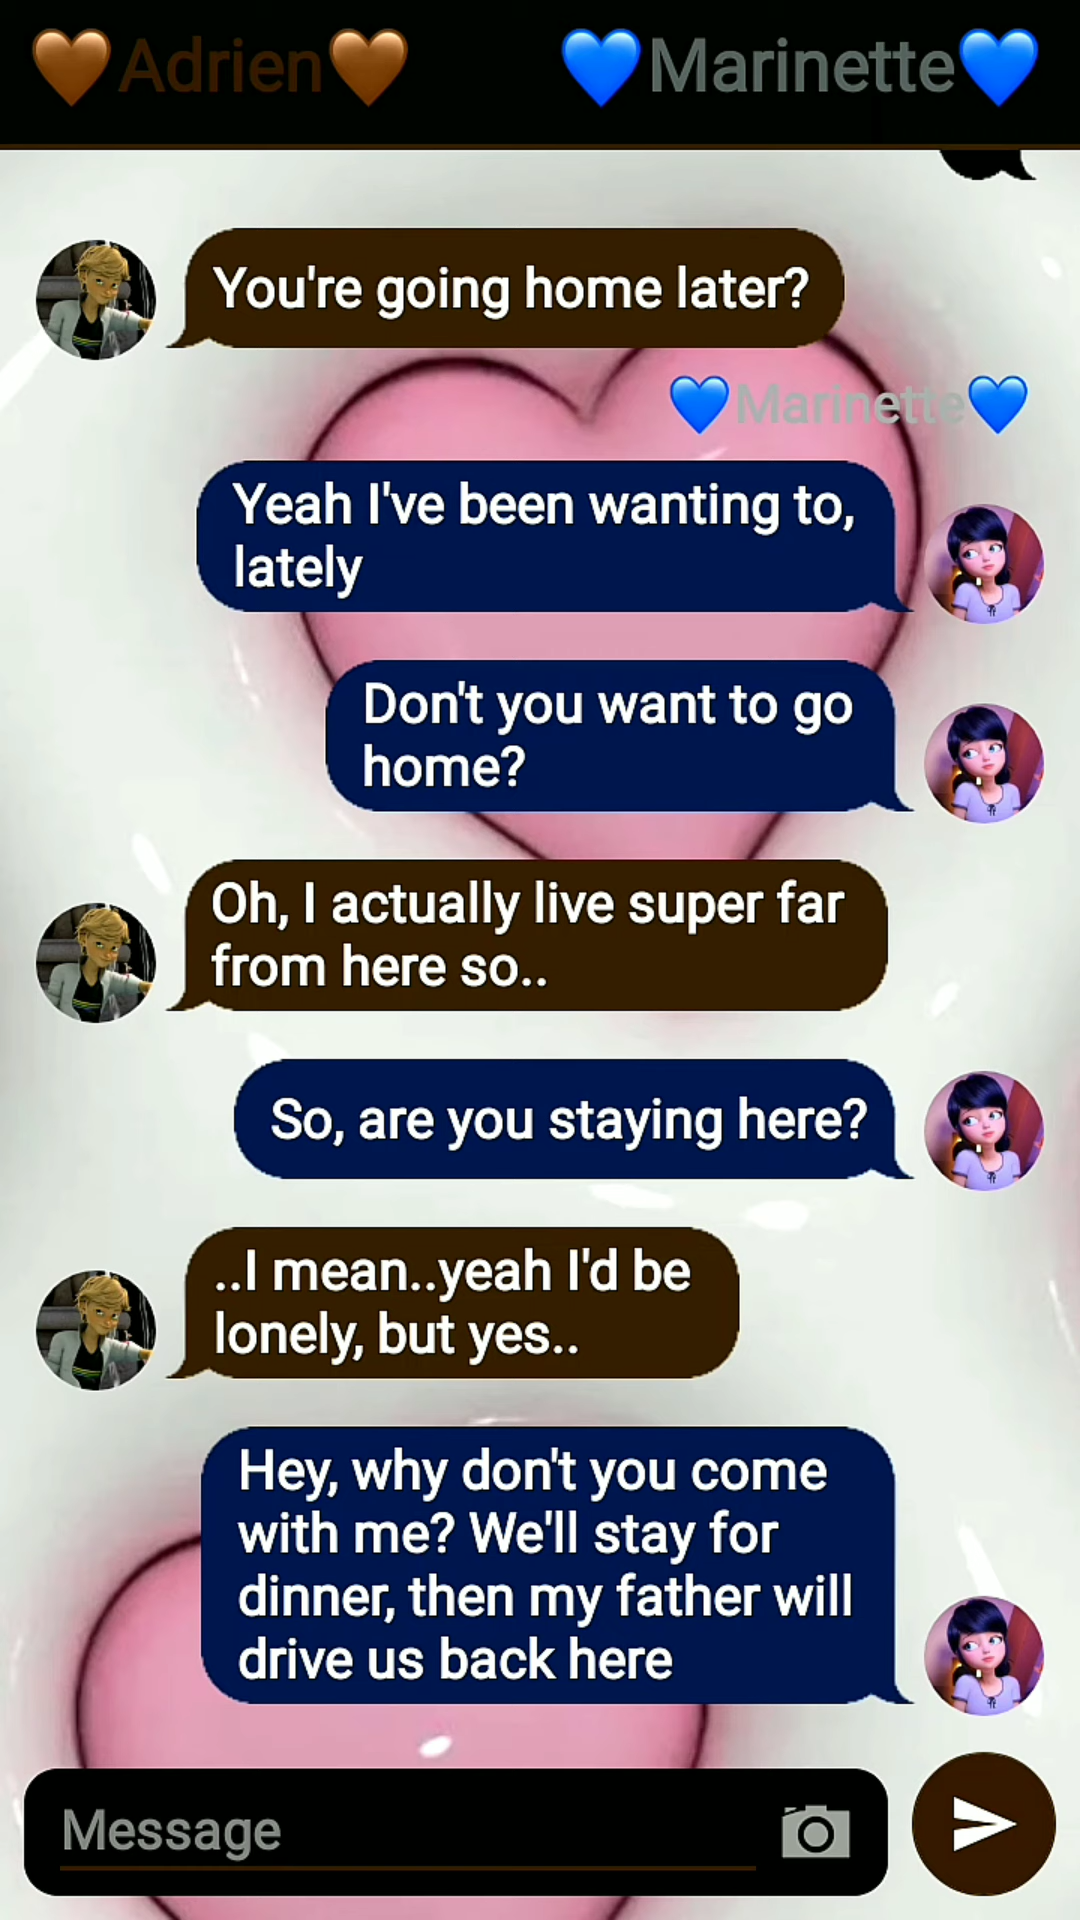 🧡Adrien🧡 💙Marinette💙
You're going home later?
💙Marinette💙
Yeah I've been wanting to,
lately
Don't you want to go
home?
Oh, I actually live super far
from here so..
So, are you staying here?
..I mean..yeah I'd be
lonely, but yes..
Hey, why don't you come
with me? We'll stay for
dinner, then my father will
drive us back here
Message